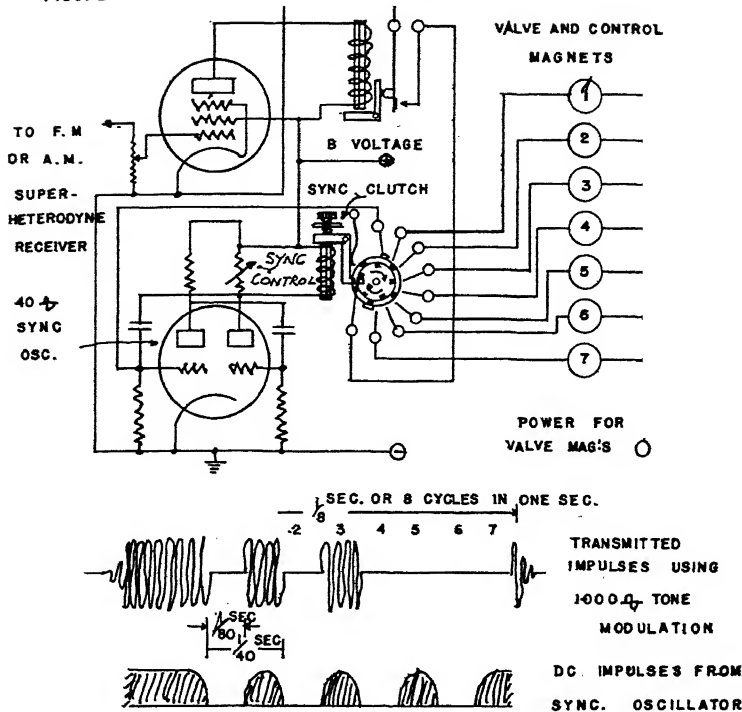 VALVE AND CONTROL
MAGNETS
TO F.M
OR A.M.
SUPER-
HETERODYNE
RECEIVER
B VOLTAGE
SYNC CLUTCH
SYNC
CONTROL
40 ~
SYNC
OSC.
1
2
3
4
5
6
7
POWER FOR
VALVE MAG'S
1/8 SEC. OR 8 CYCLES IN ONE SEC.
2 3 4 5 6 7
TRANSMITTED
IMPULSES USING
1000 ~ TONE
MODULATION
1/80 SEC
1/40 SEC
DC IMPULSES FROM
SYNC. OSCILLATOR